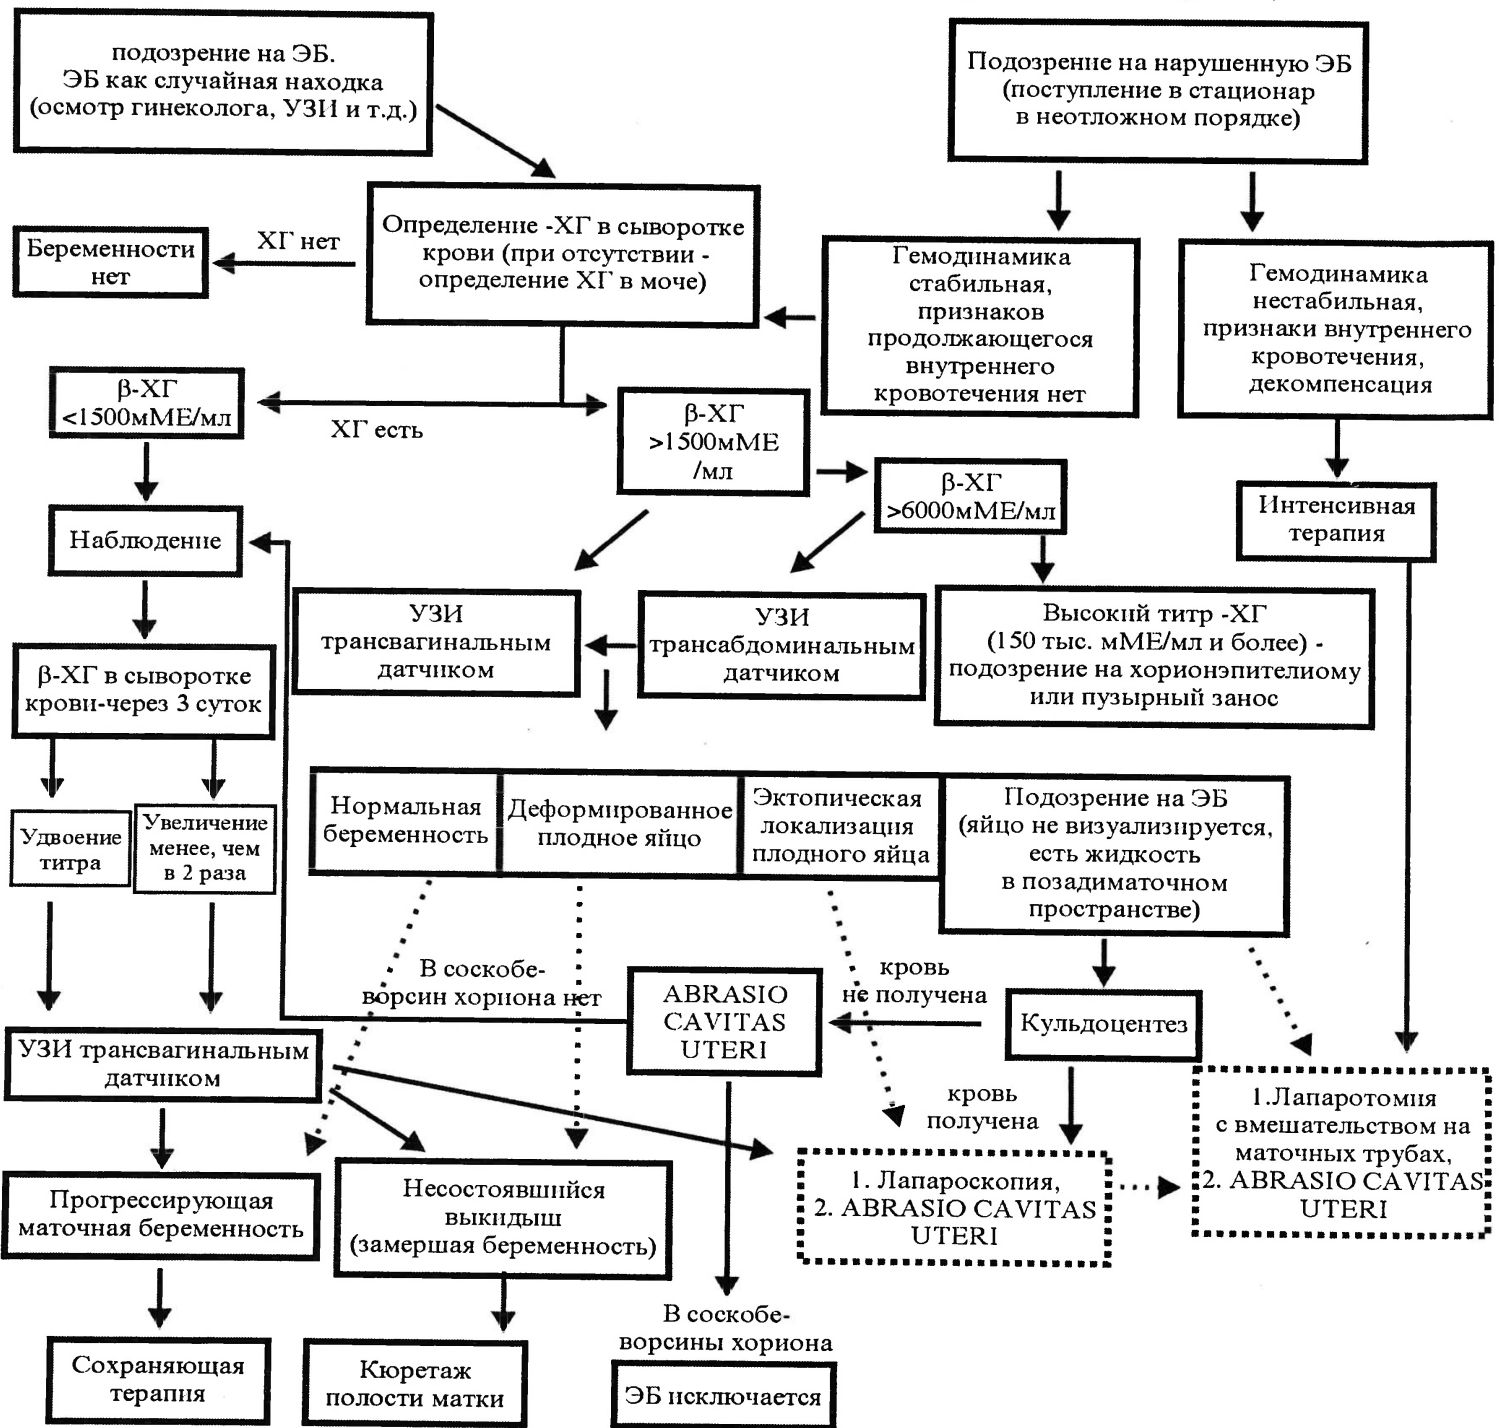 подозрение на ЭБ.
ЭБ как случайная находка
(осмотр гинеколога, УЗИ и т.д.)
Подозрение на нарушенную ЭБ
(поступление в стационар
в неотложном порядке)
Определение -ХГ в сыворотке
крови (при отсутствии -
определение ХГ в моче)
ХГ нет
Беременности
нет
Гемодинамика
стабильная,
признаков
продолжающегося
внутреннего
кровотечения нет
Гемодинамика
нестабильная,
признаки внутреннего
кровотечения,
декомпенсация
β-ХГ
<1500мМЕ/мл
ХГ есть
β-ХГ
>1500мМЕ
/мл
β-ХГ
>6000мМЕ/мл
Интенсивная
терапия
Наблюдение
УЗИ
трансвагинальным
датчиком
УЗИ
трансабдоминальным
датчиком
Высокий титр -ХГ
(150 тыс. мМЕ/мл и более) -
подозрение на хорионэпителиому
или пузырный занос
β-ХГ в сыворотке
крови-через 3 суток
Удвоение
титра
Увеличение
менее, чем
в 2 раза
Нормальная
беременность
Деформированное
плодное яйцо
Эктопическая
локализация
плодного яйца
Подозрение на ЭБ
(яйцо не визуализируется,
есть жидкость
в позадиматочном
пространстве)
В соскобе-
ворсин хориона нет
ABRASIO
CAVITAS
UTERI
кровь
не получена
Кульдоцентез
УЗИ трансвагинальным
датчиком
кровь
получена
1.Лапаротомия
с вмешательством на
маточных трубах,
2. ABRASIO CAVITAS
UTERI
Прогрессирующая
маточная беременность
Несостоявшийся
выкидыш
(замершая беременность)
1. Лапароскопия,
2. ABRASIO CAVITAS
UTERI
В соскобе-
ворсины хориона
Сохраняющая
терапия
Кюретаж
полости матки
ЭБ исключается